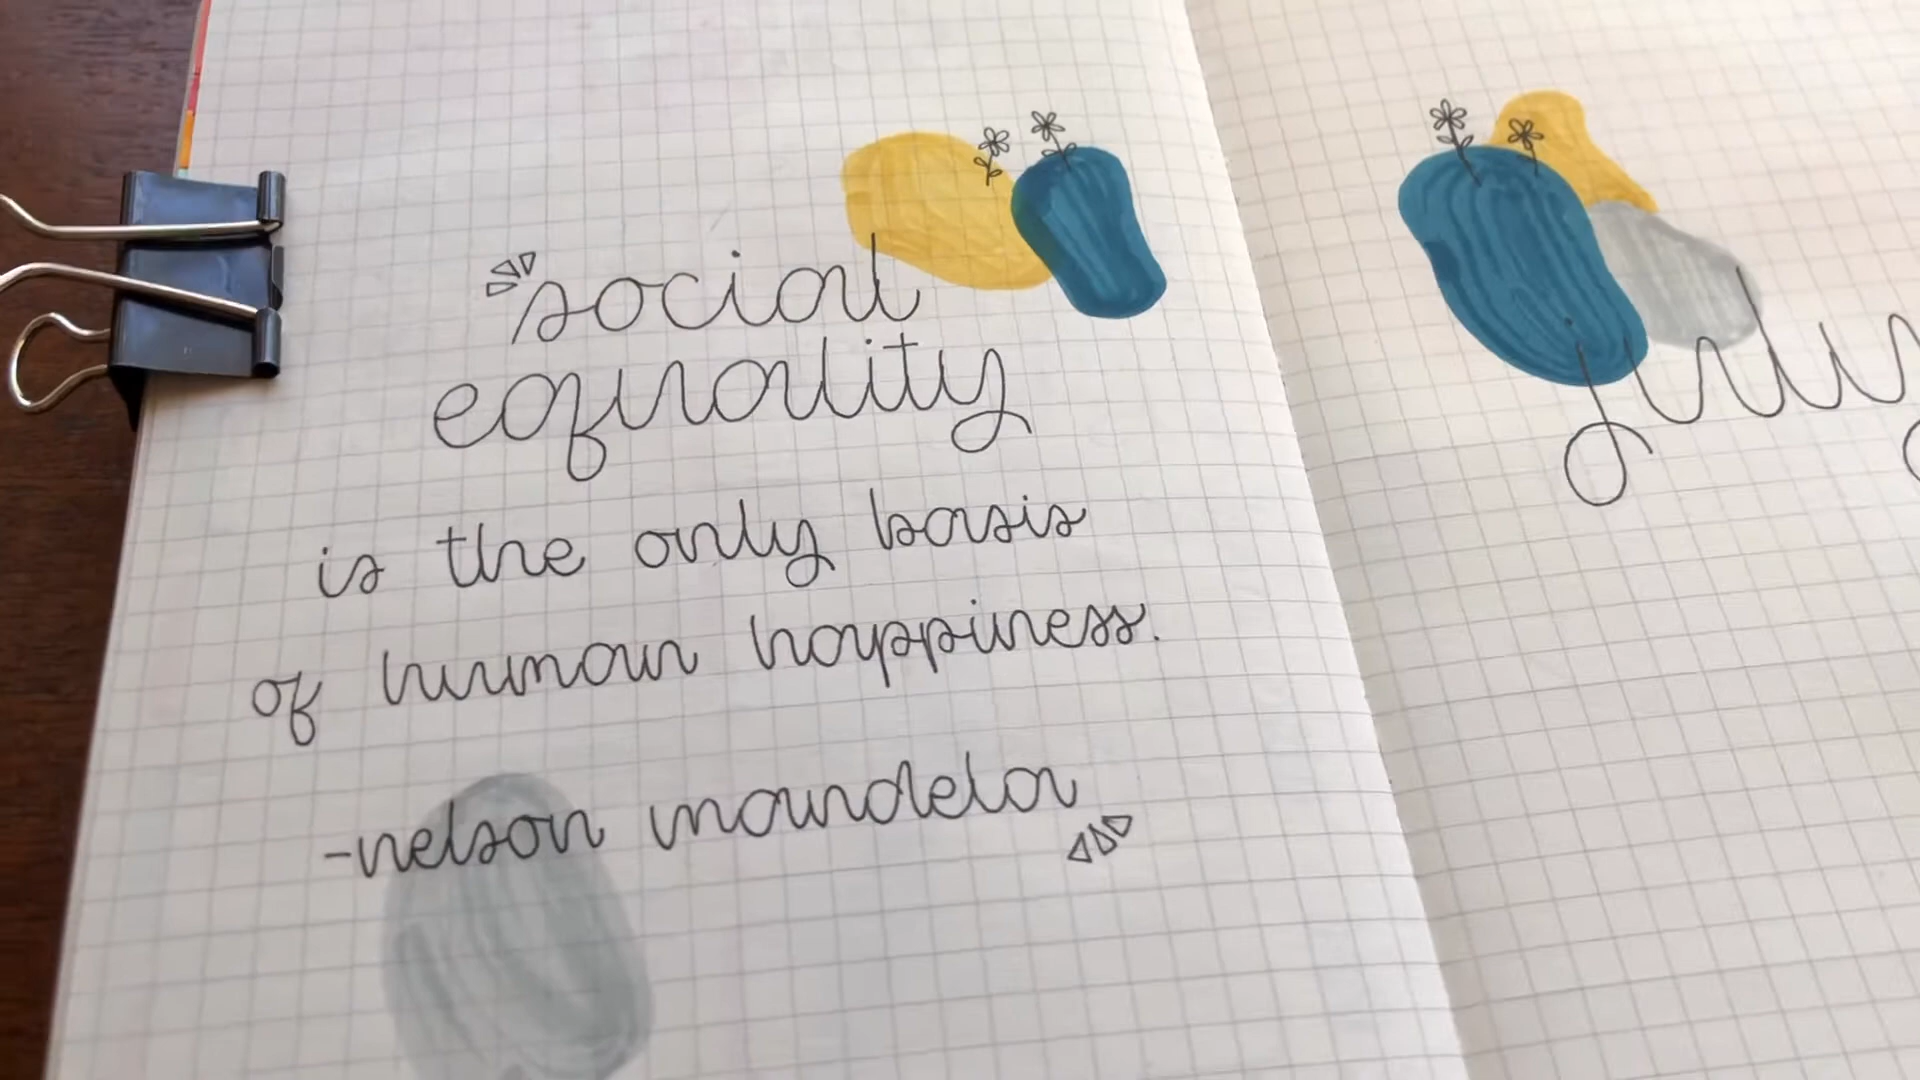 social
equality
is the only basis
of human happiness.
-nelson mandela
july